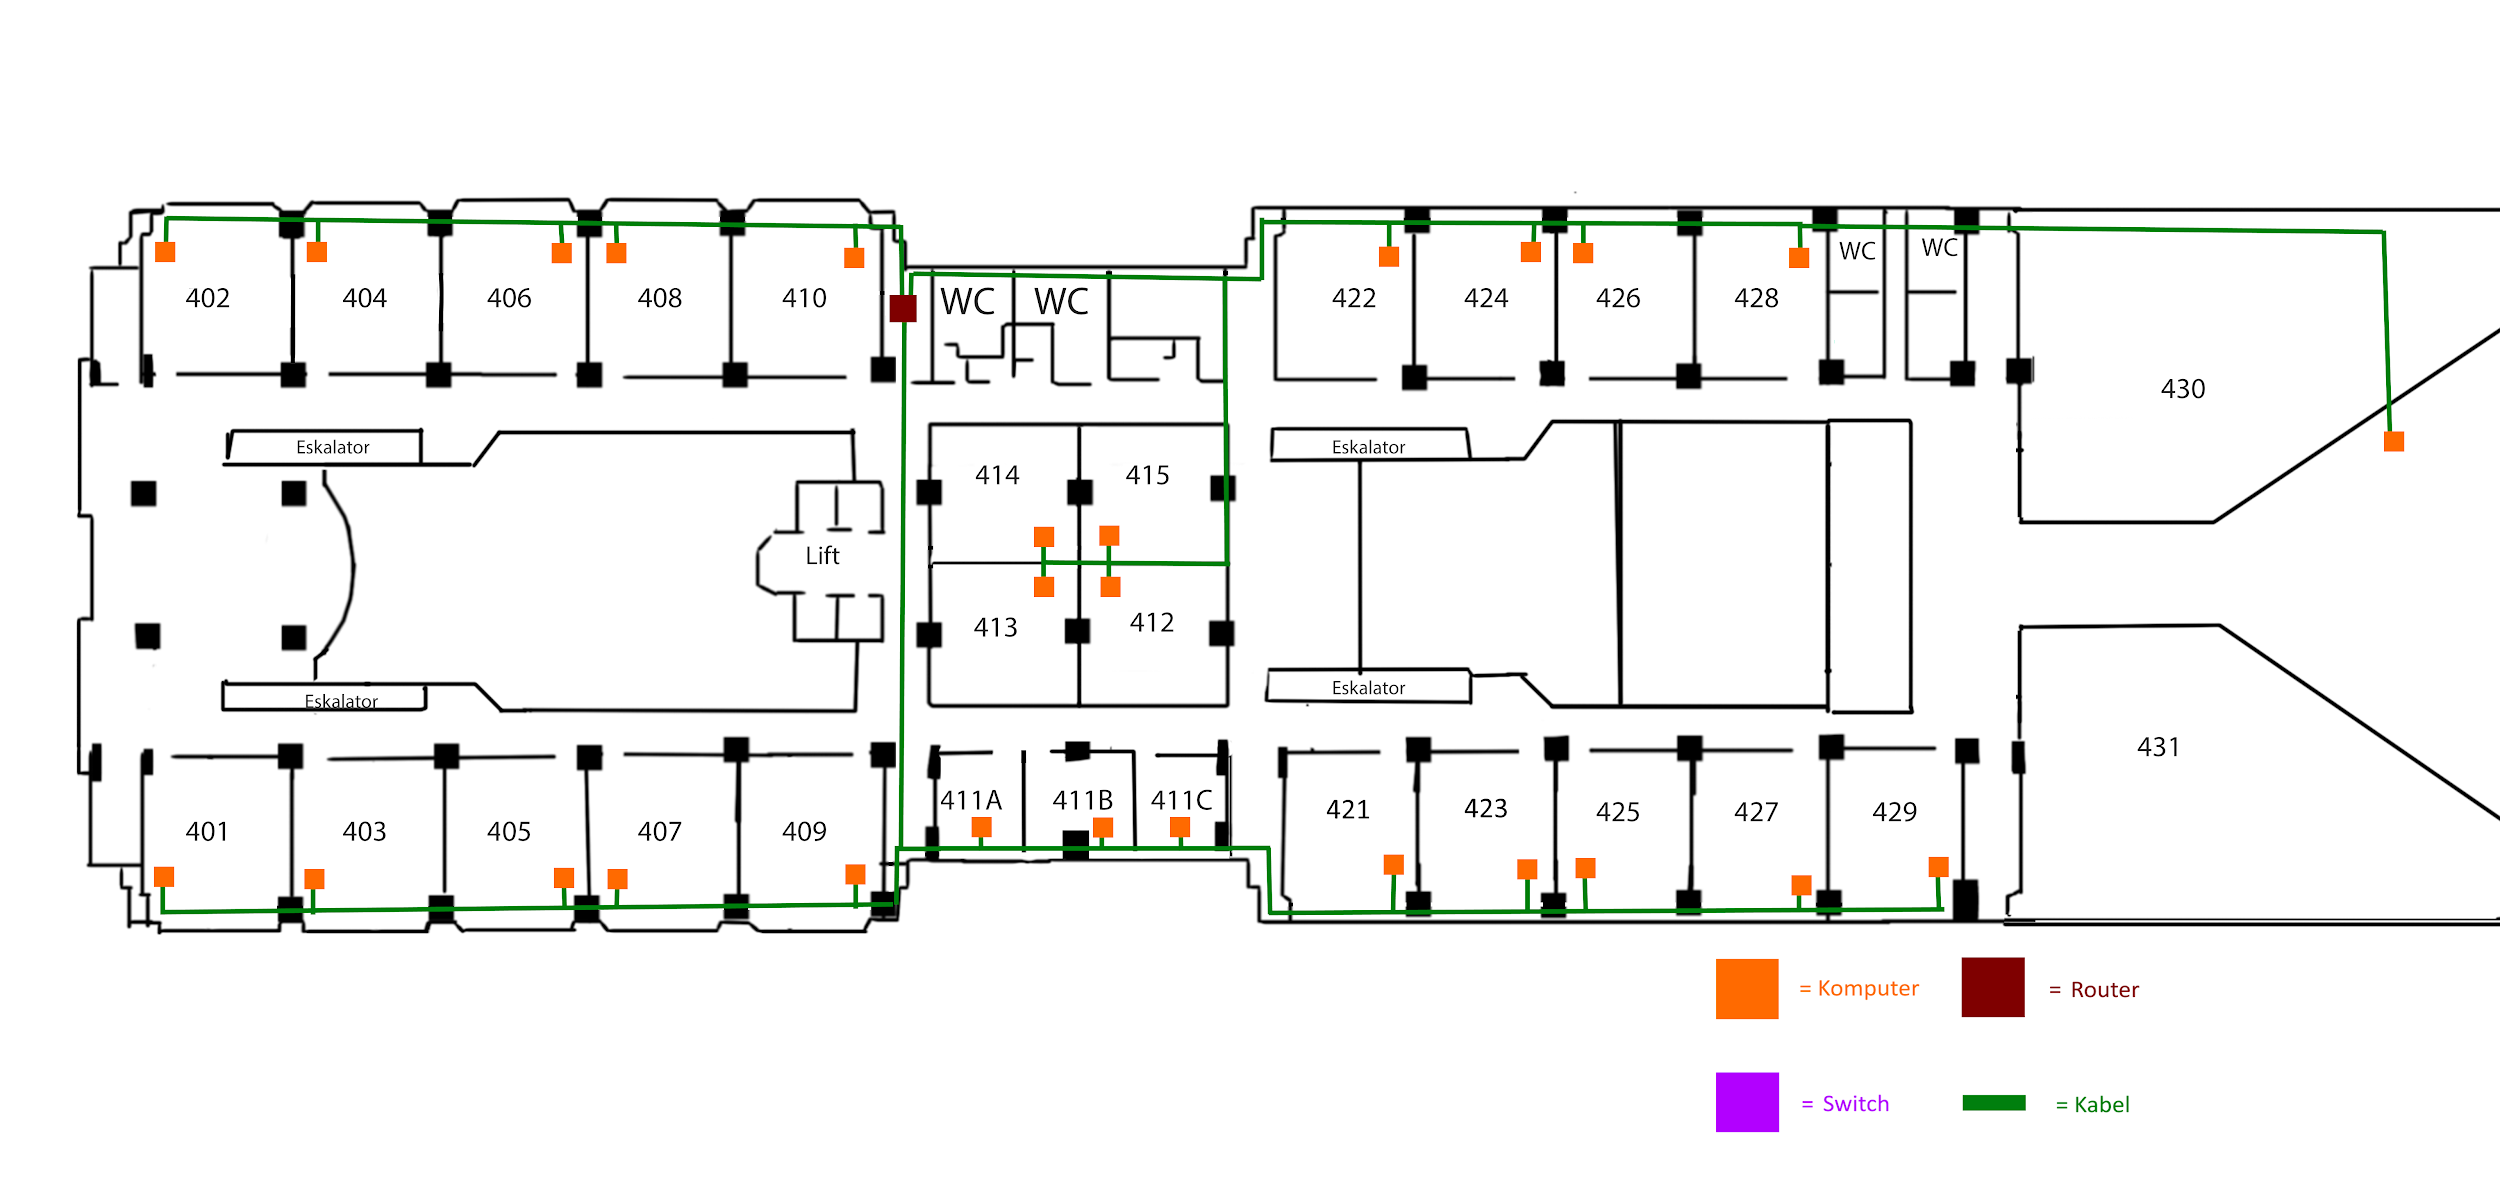 402 404 406 408 410 WC WC 422 424 426 428 WC WC
430
Eskalator Eskalator
414 415
Lift
413 412
Eskalator Eskalator
431
401 403 405 407 409 411A 411B 411C 421 423 425 427 429
= Komputer = Router
= Switch = Kabel